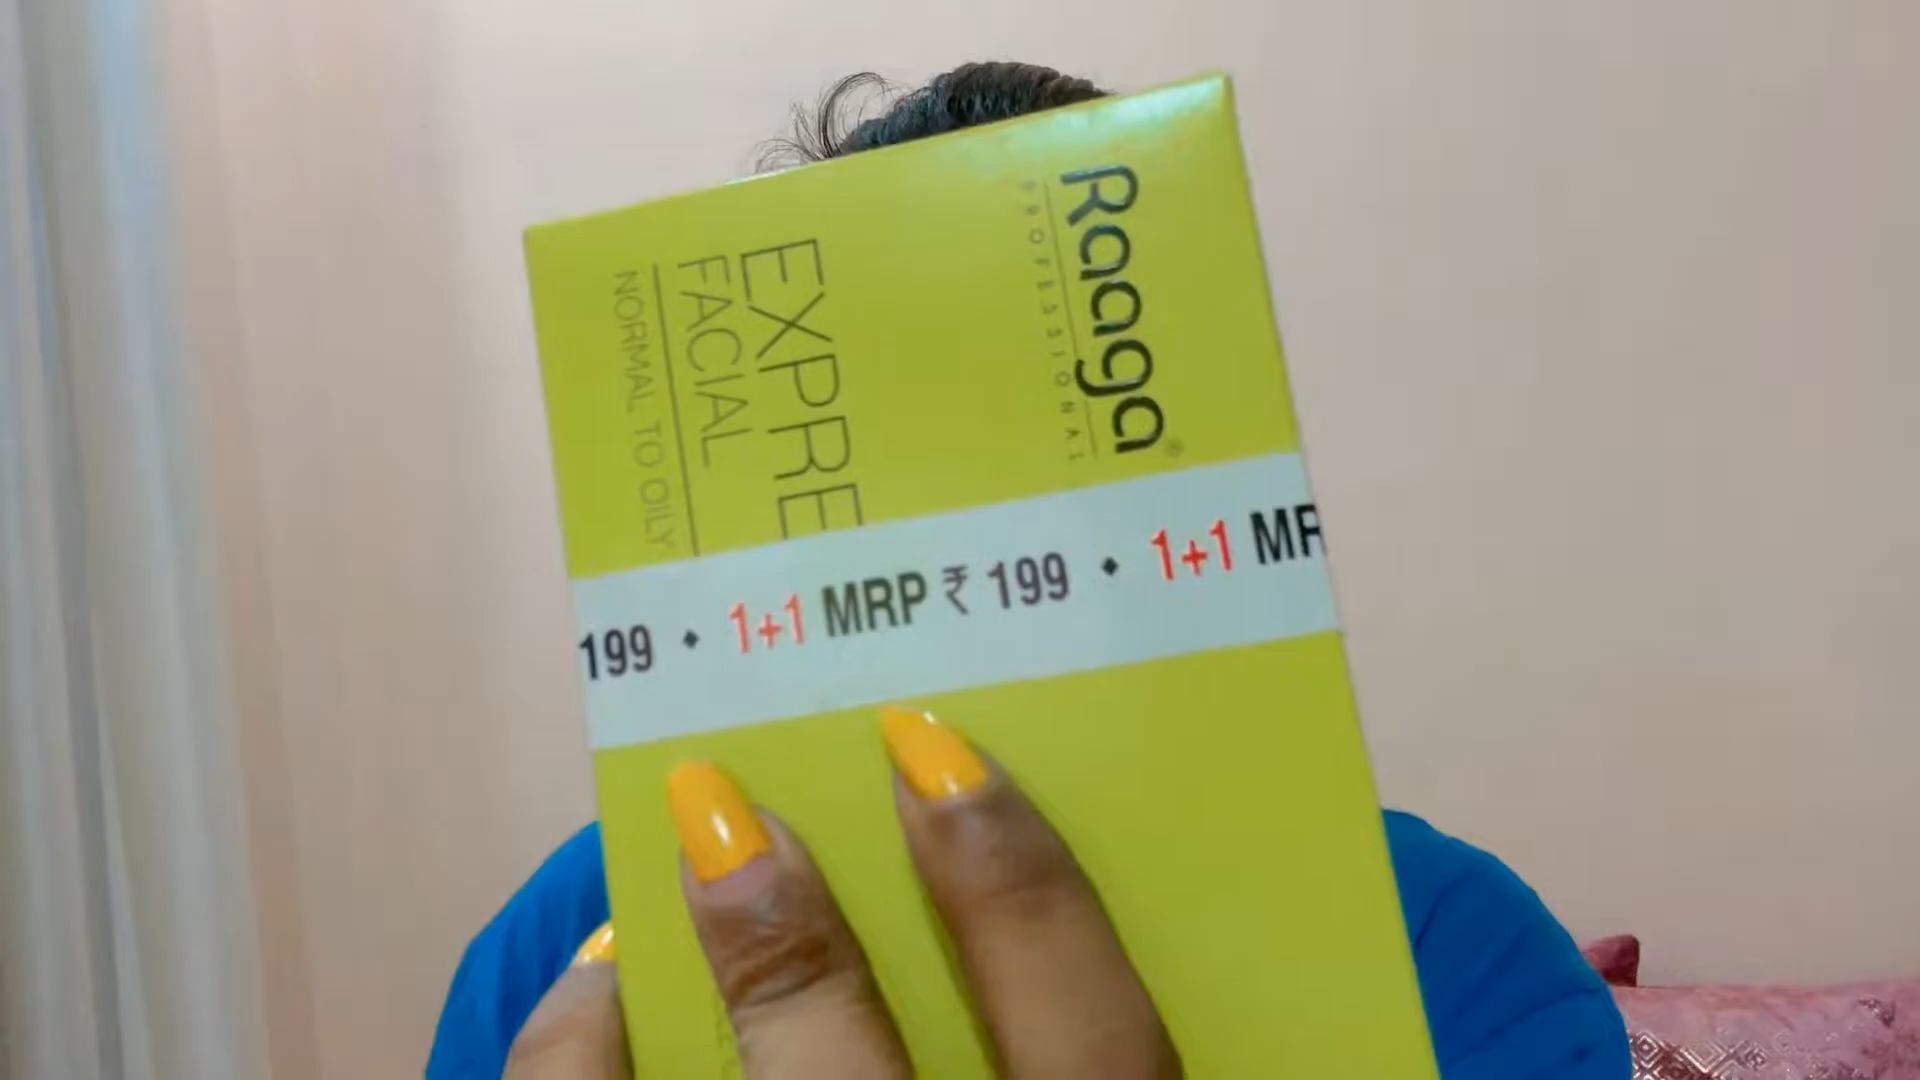 Raaga®
PROFESSIONAL
EXPRE
FACIAL
NORMAL TO OILY
199 • 1+1 MRP ₹ 199 • 1+1 MR